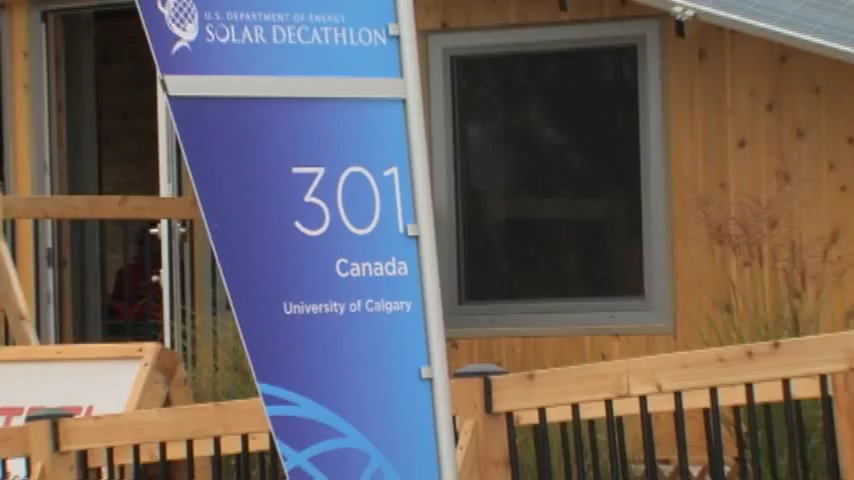 U.S. DEPARTMENT OF ENERGY
SOLAR DECATHLON
301
Canada
University of Calgary